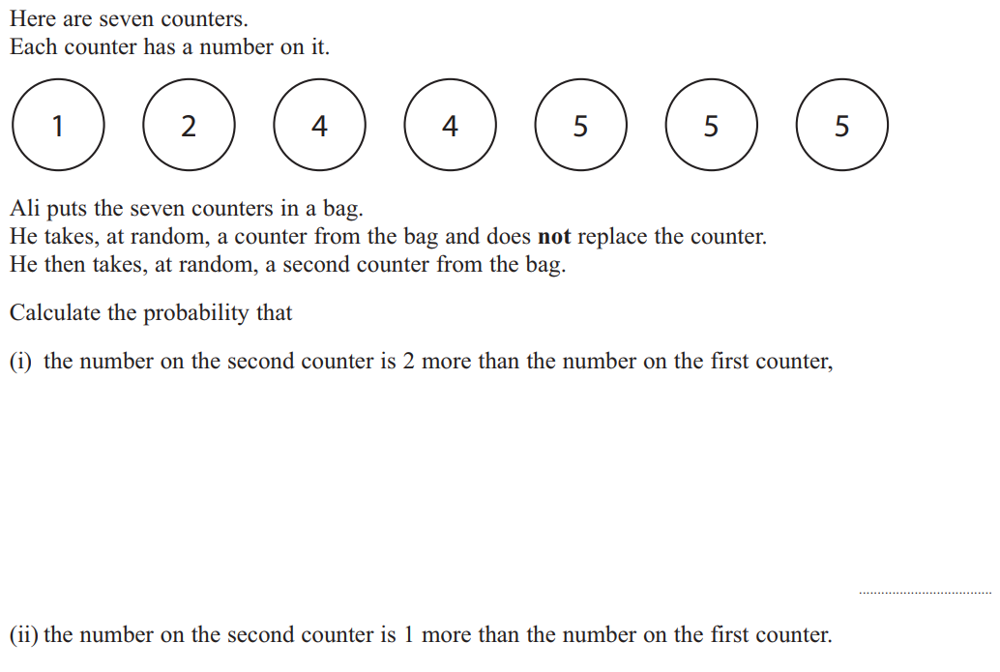 Here are seven counters.
Each counter has a number on it.
1 2 4 4 5 5 5
Ali puts the seven counters in a bag.
He takes, at random, a counter from the bag and does not replace the counter.
He then takes, at random, a second counter from the bag.
Calculate the probability that
(i) the number on the second counter is 2 more than the number on the first counter,
(ii) the number on the second counter is 1 more than the number on the first counter.